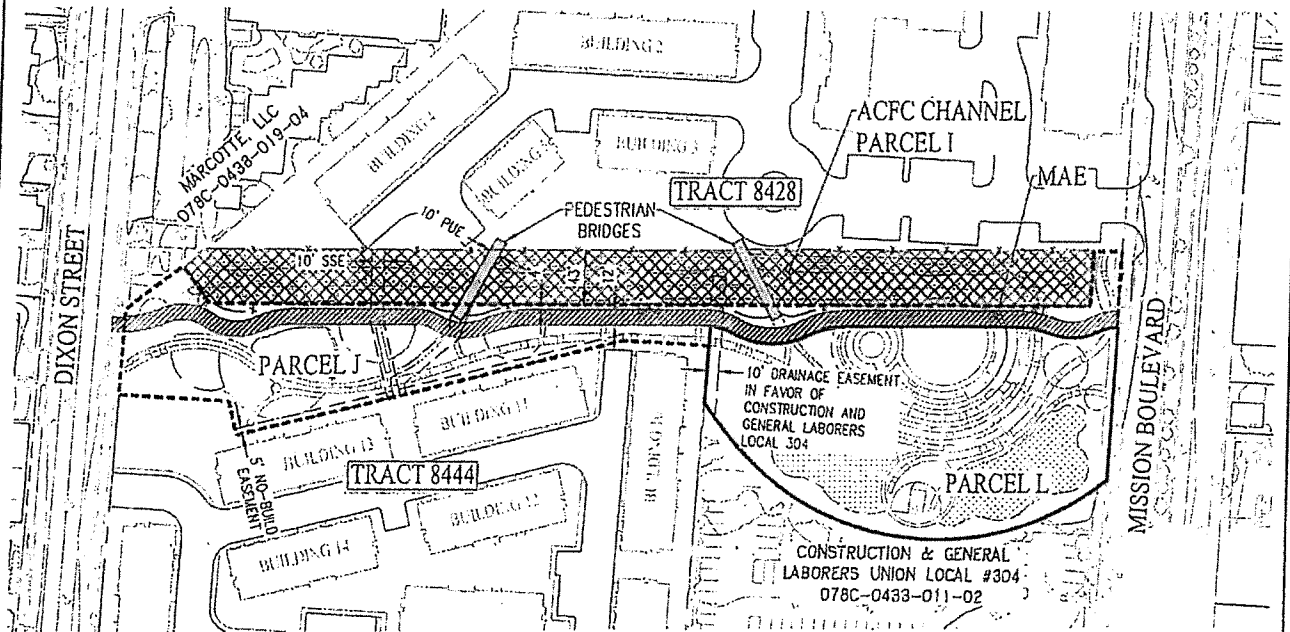 BUILDING 2
BUILDING 4
MARCOTTE, LLC
078C-0438-019-04
BUILDING 5
BUILDING 3
ACFC CHANNEL
PARCEL I
TRACT 8428
MAE
10' PUE
PEDESTRIAN
BRIDGES
10' SSE
DIXON STREET
PARCEL J
10' DRAINAGE EASEMENT
IN FAVOR OF
CONSTRUCTION AND
GENERAL LABORERS
LOCAL 304
MISSION BOULEVARD
BUILDING 11
BUILDING 13
5' NO-BUILD
EASEMENT
TRACT 8444
PARCEL L
BUILDING 12
BUILDING 14
CONSTRUCTION & GENERAL
LABORERS UNION LOCAL #304
078C-0433-011-02